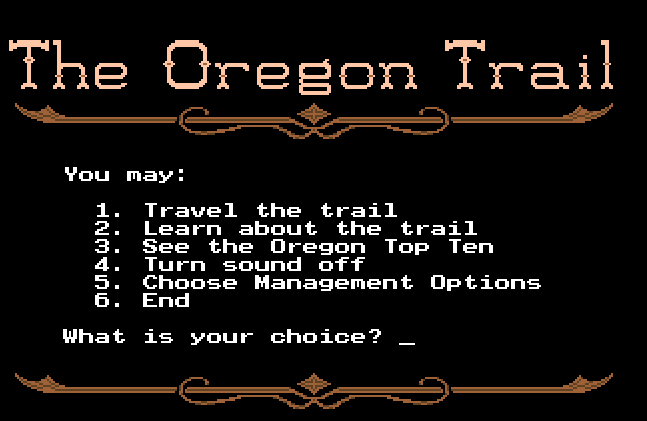 The Oregon Trail
You may:
1. Travel the trail
2. Learn about the trail
3. See the Oregon Top Ten
4. Turn sound off
5. Choose Management Options
6. End
What is your choice? _